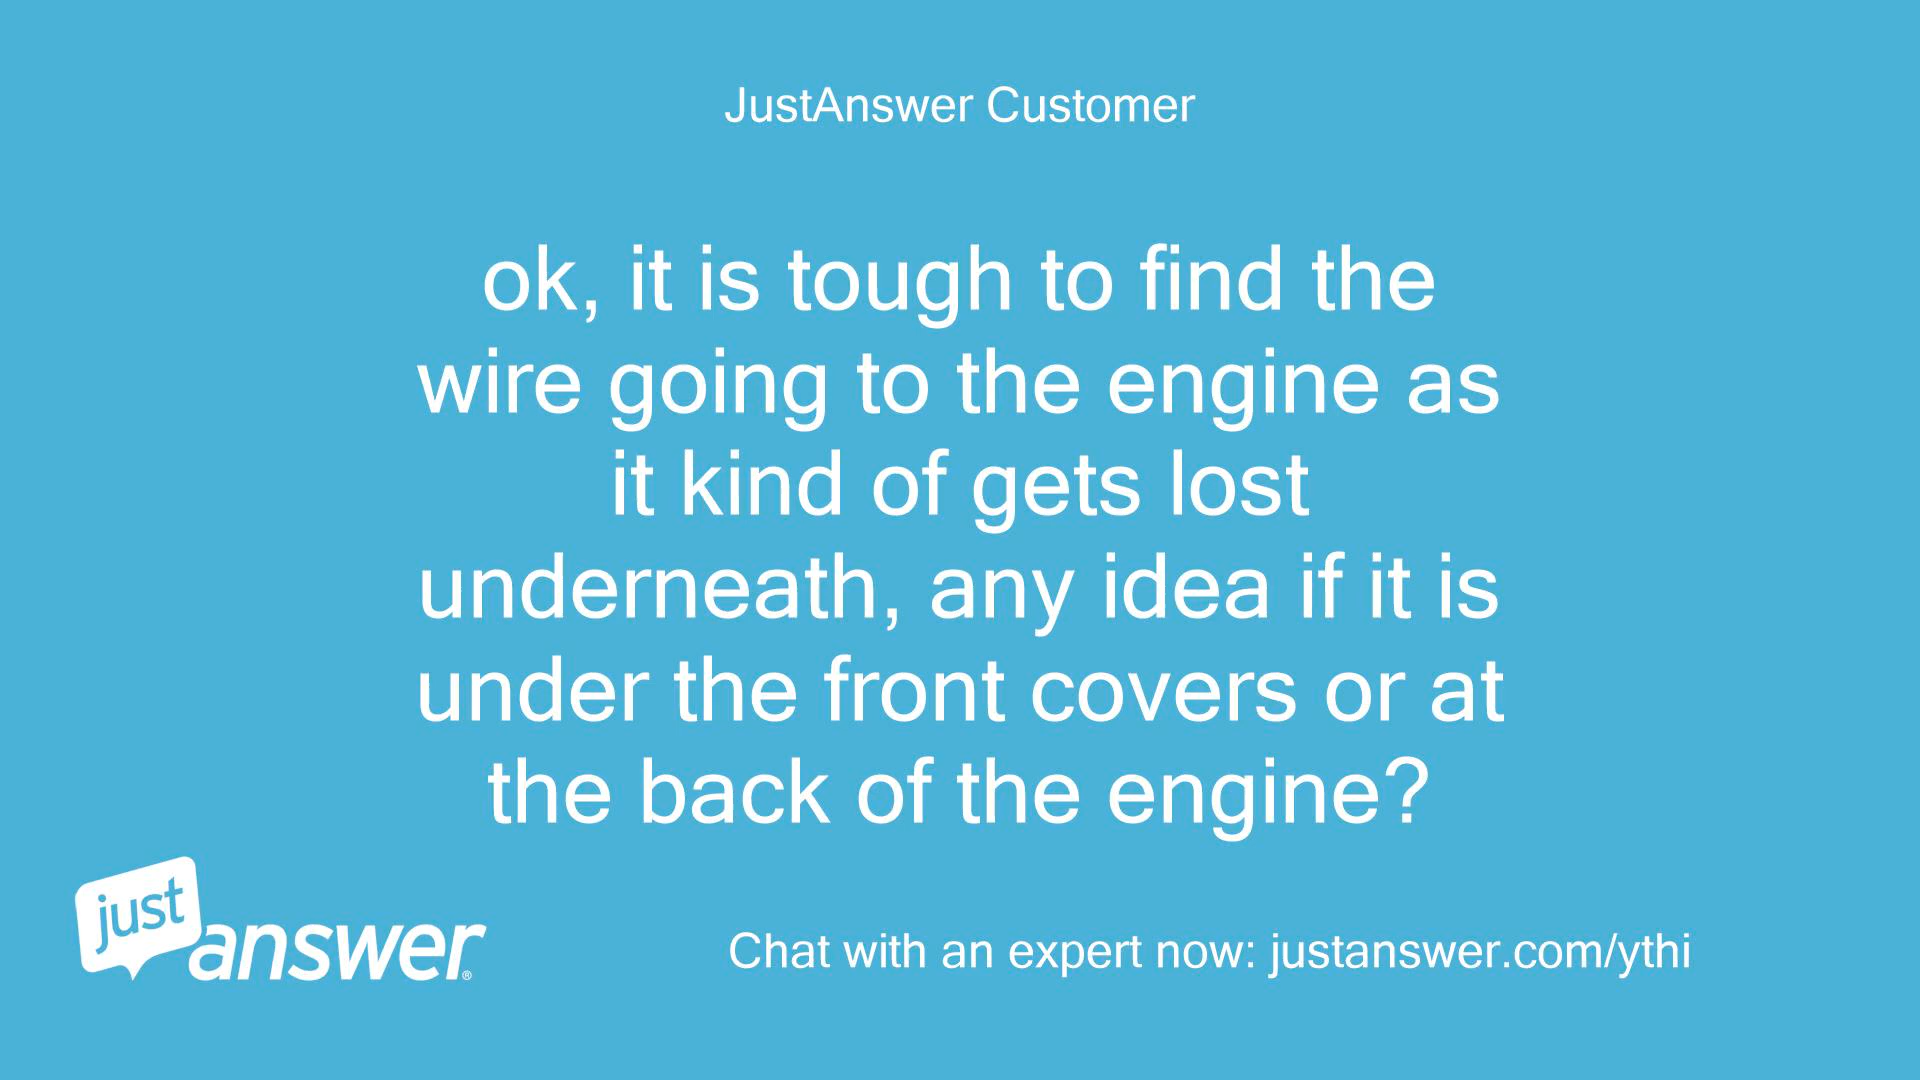 JustAnswer Customer
ok, it is tough to find the
wire going to the engine as
it kind of gets lost
underneath, any idea if it is
under the front covers or at
the back of the engine?
just
answer®
Chat with an expert now: justanswer.com/ythi